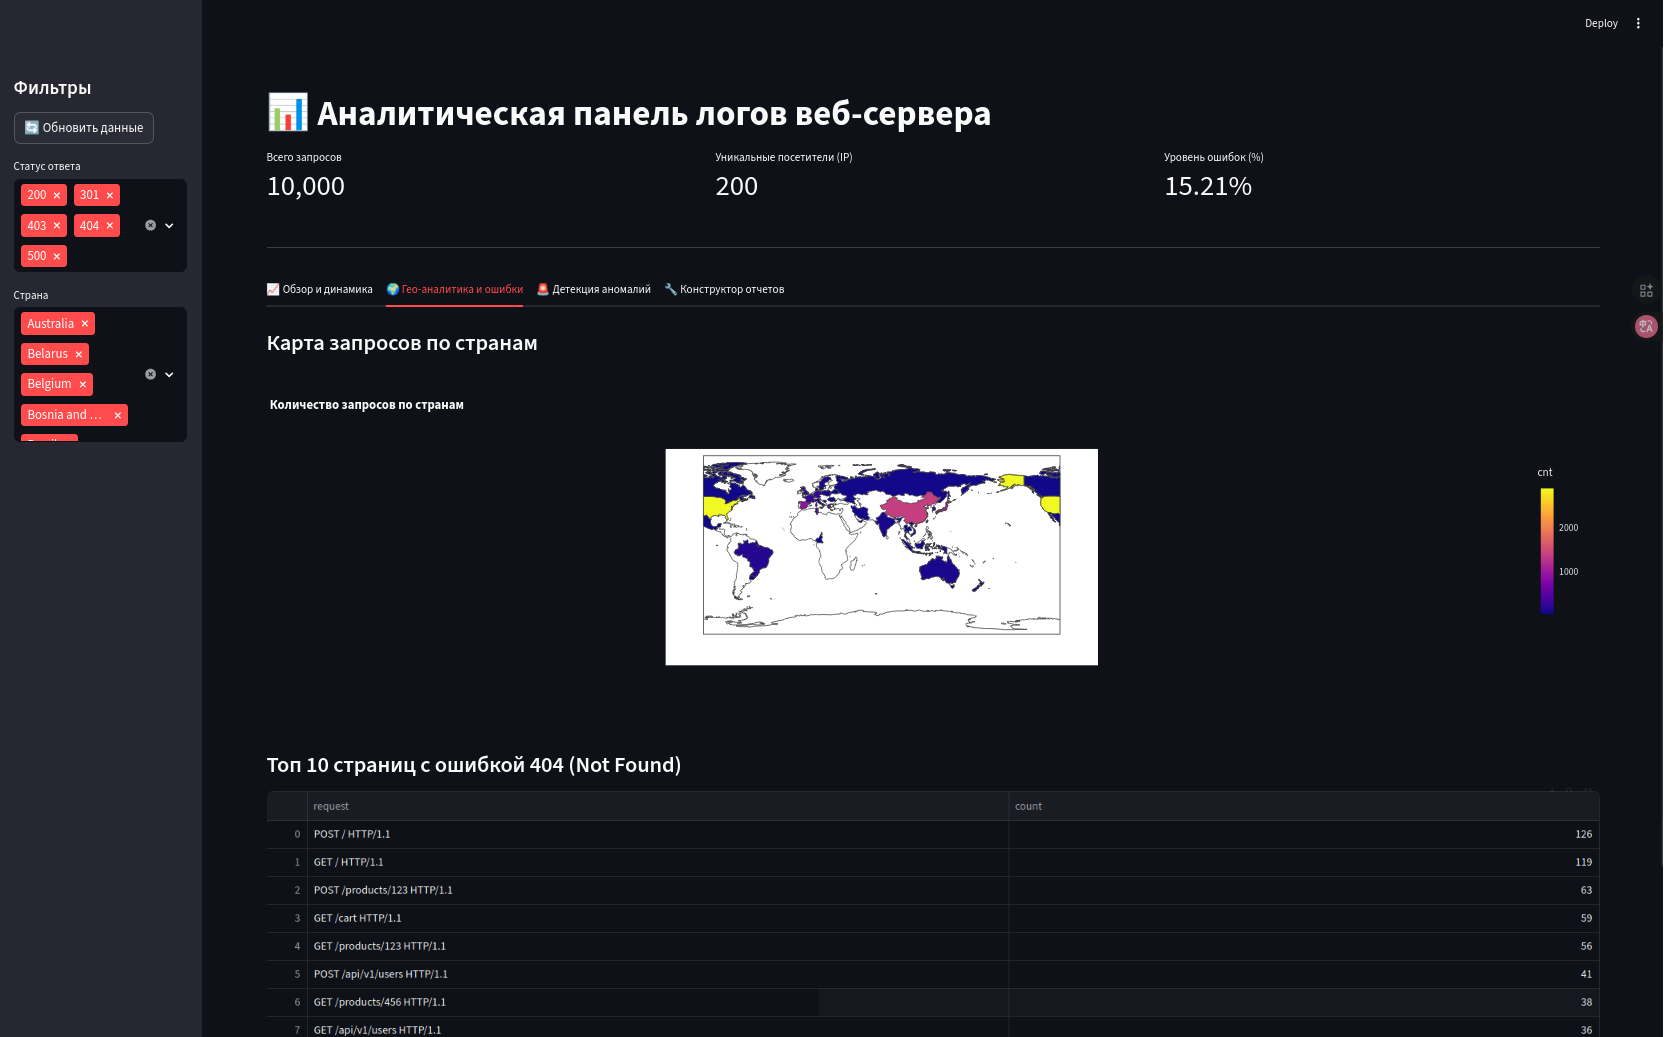 Deploy
Фильтры
Обновить данные
Статус ответа
200 × 301 ×
403 × 404 ×
500 ×
Страна
Australia ×
Belarus ×
Belgium ×
Bosnia and ... ×
Аналитическая панель логов веб-сервера
Всего запросов
10,000
Уникальные посетители (IP)
200
Уровень ошибок (%)
15.21%
Обзор и динамика
Гео-аналитика и ошибки
Детекция аномалий
Конструктор отчетов
Карта запросов по странам
Количество запросов по странам
cnt
2000
1000
Топ 10 страниц с ошибкой 404 (Not Found)
request count
0 POST / HTTP/1.1 126
1 GET / HTTP/1.1 119
2 POST /products/123 HTTP/1.1 63
3 GET /cart HTTP/1.1 59
4 GET /products/123 HTTP/1.1 56
5 POST /api/v1/users HTTP/1.1 41
6 GET /products/456 HTTP/1.1 38
7 GET /api/v1/users HTTP/1.1 36